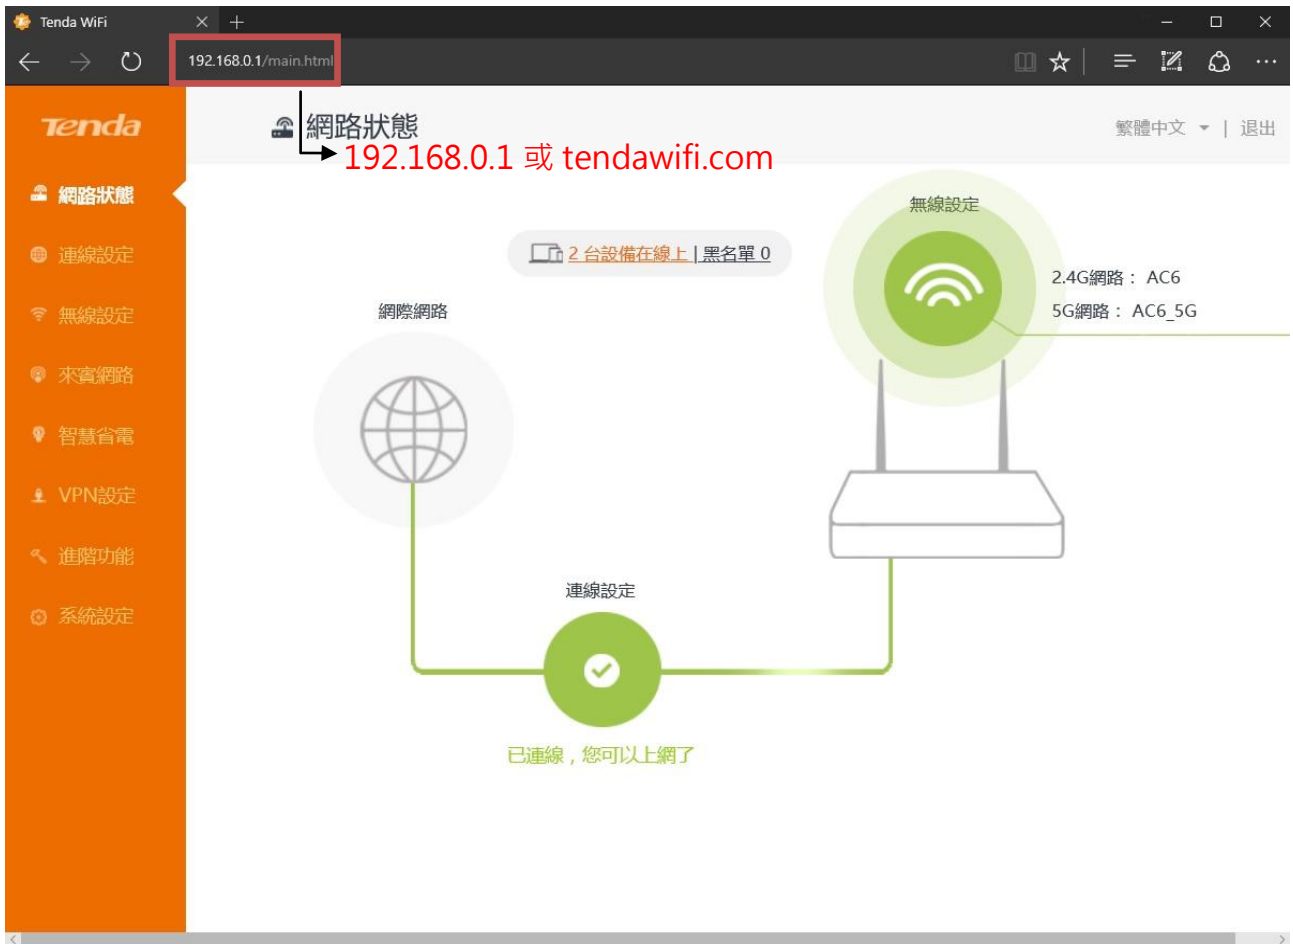 Tenda WiFi
192.168.0.1/main.html
Tenda
網路狀態
繁體中文 | 退出
192.168.0.1 或 tendawifi.com
網路狀態
連線設定
無線設定
來賓網路
智慧省電
VPN設定
進階功能
系統設定
無線設定
2 台設備在線上 | 黑名單 0
2.4G網路： AC6
5G網路： AC6_5G
網際網路
連線設定
已連線，您可以上網了